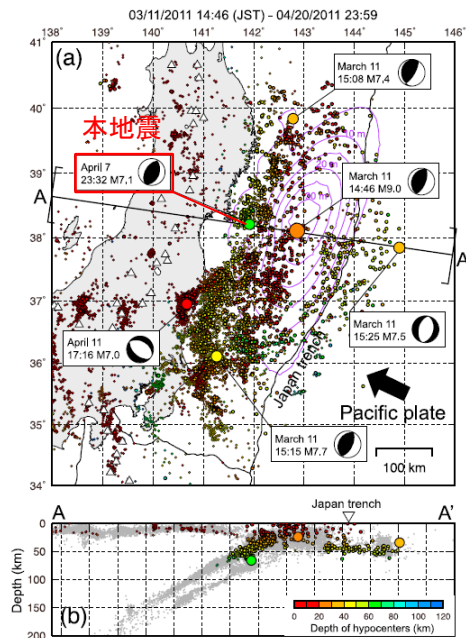 03/11/2011 14:46 (JST) - 04/20/2011 23:59
138° 139° 140° 141° 142° 143° 144° 145° 146°
41°
(a)
March 11
15:08 M7.4
40°
本地震
10 m
April 7
23:32 M7.1
39°
March 11
14:46 M9.0
A
38°
A'
37°
April 11
17:16 M7.0
March 11
15:25 M7.5
36°
Japan trench
Pacific plate
35°
March 11
15:15 M7.7
100 km
34°
A
Japan trench
A'
Depth (km)
0
50
100
150
200
(b)
0 20 40 60 80 100 120
Depth of hypocenters (km)